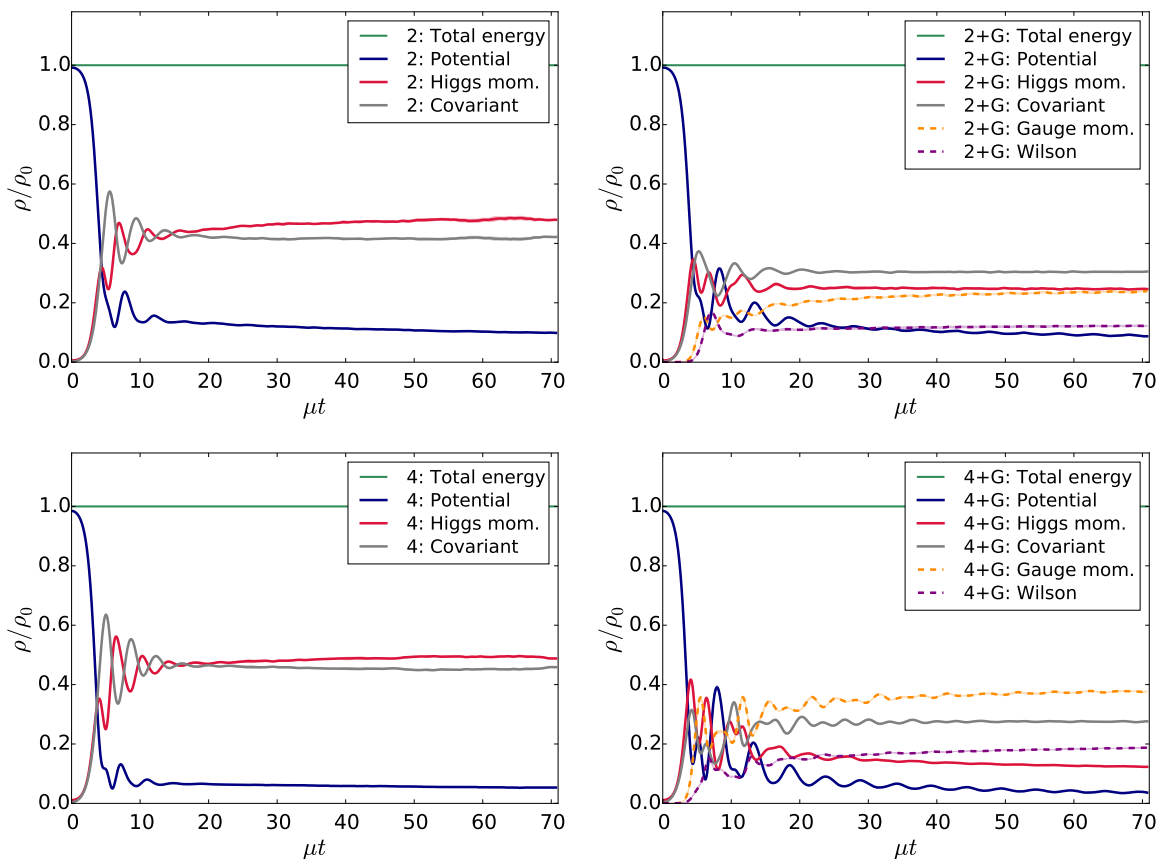 2: Total energy
2: Potential
2: Higgs mom.
2: Covariant
1.0
0.8
0.6
0.4
0.2
0.0
ρ/ρ₀
0 10 20 30 40 50 60 70
μt
2+G: Total energy
2+G: Potential
2+G: Higgs mom.
2+G: Covariant
2+G: Gauge mom.
2+G: Wilson
1.0
0.8
0.6
0.4
0.2
0.0
ρ/ρ₀
0 10 20 30 40 50 60 70
μt
4: Total energy
4: Potential
4: Higgs mom.
4: Covariant
1.0
0.8
0.6
0.4
0.2
0.0
ρ/ρ₀
0 10 20 30 40 50 60 70
μt
4+G: Total energy
4+G: Potential
4+G: Higgs mom.
4+G: Covariant
4+G: Gauge mom.
4+G: Wilson
1.0
0.8
0.6
0.4
0.2
0.0
ρ/ρ₀
0 10 20 30 40 50 60 70
μt